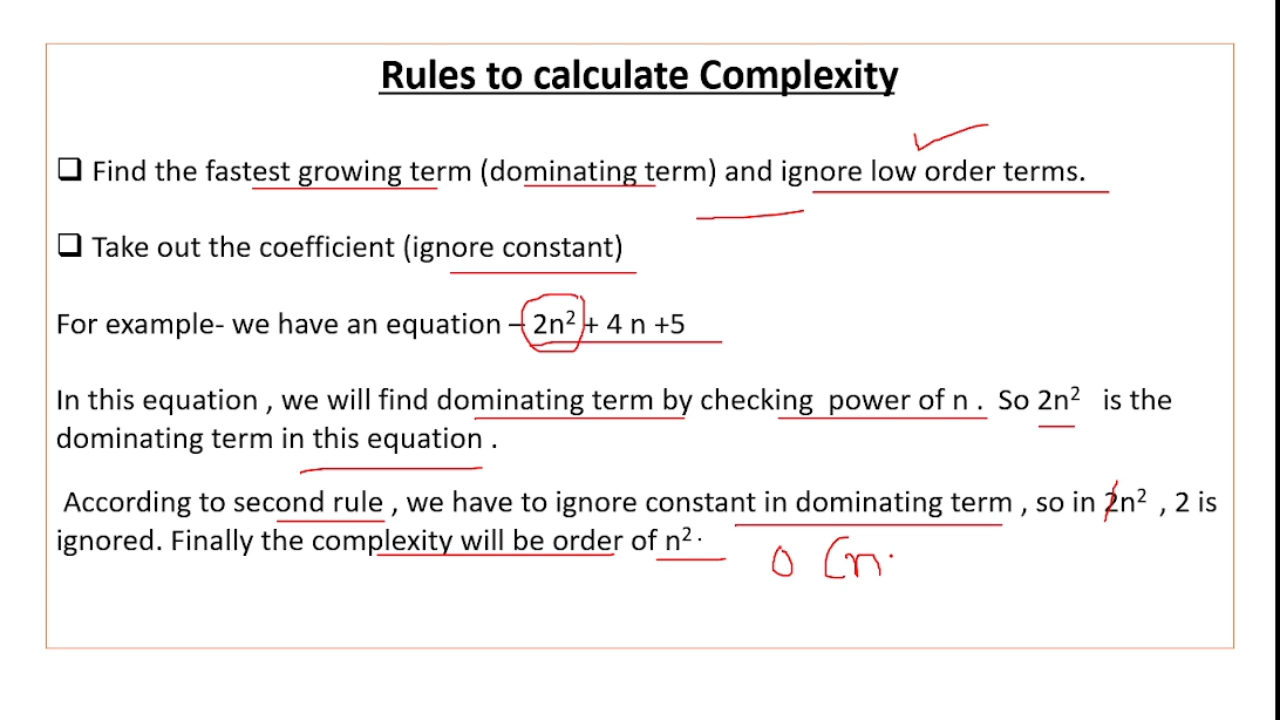 Rules to calculate Complexity
❑ Find the fastest growing term (dominating term) and ignore low order terms.
❑ Take out the coefficient (ignore constant)
For example- we have an equation – 2n² + 4 n +5
In this equation , we will find dominating term by checking power of n . So 2n² is the
dominating term in this equation .
According to second rule , we have to ignore constant in dominating term , so in 2n² , 2 is
ignored. Finally the complexity will be order of n² .
O (n